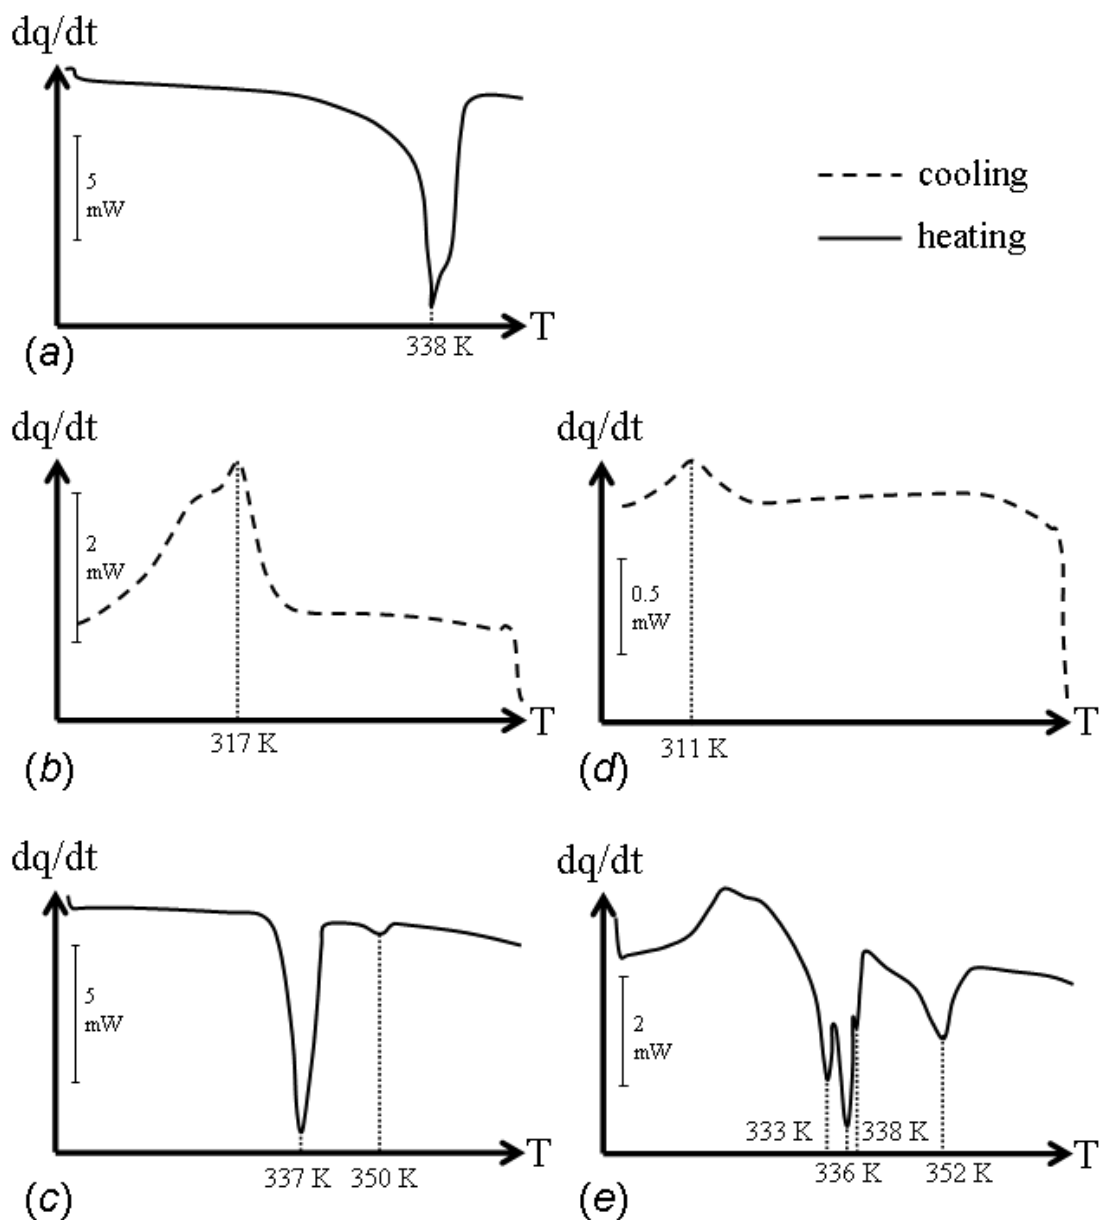 dq/dt
5
mW
T
338 K
(a)
cooling
heating
dq/dt
2
mW
T
317 K
(b)
dq/dt
0.5
mW
T
311 K
(d)
dq/dt
5
mW
T
337 K 350 K
(c)
dq/dt
2
mW
333 K 338 K
T
336 K 352 K
(e)